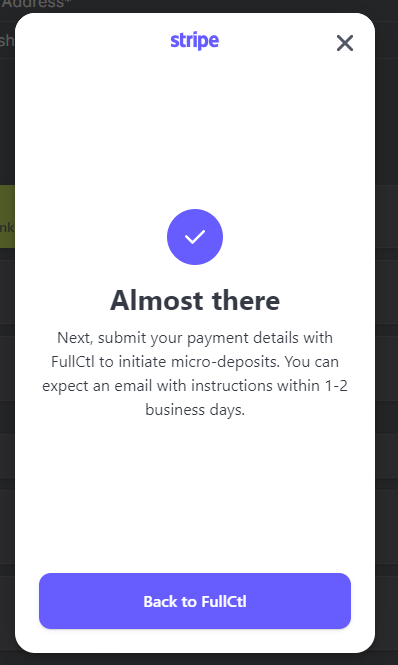 Address*
sh
stripe
nk
Almost there
Next, submit your payment details with
FullCtl to initiate micro-deposits. You can
expect an email with instructions within 1-2
business days.
Back to FullCtl